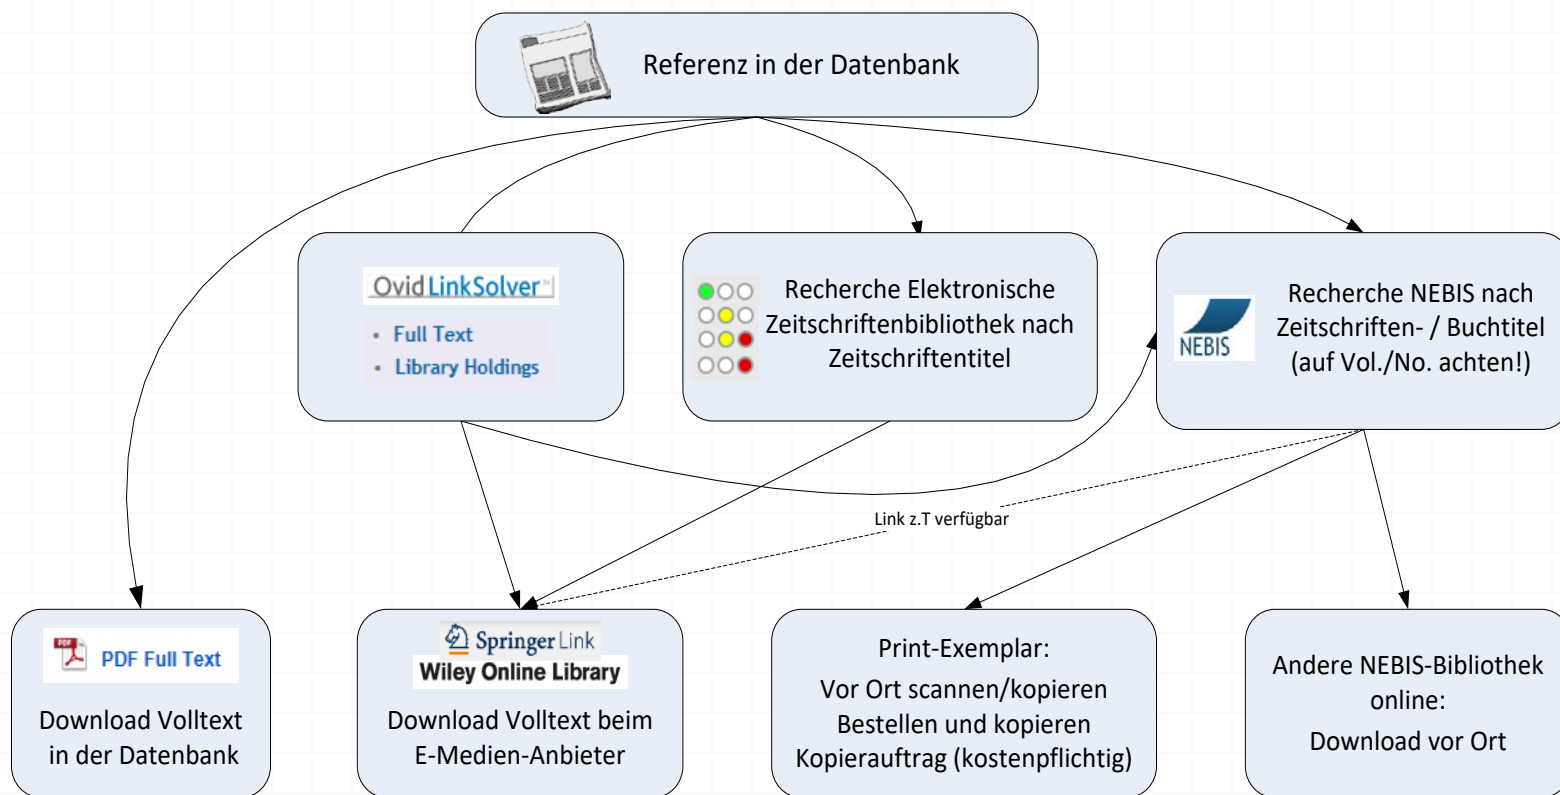 Referenz in der Datenbank
Ovid LinkSolver
• Full Text
• Library Holdings
Recherche Elektronische
Zeitschriftenbibliothek nach
Zeitschriftentitel
NEBIS
Recherche NEBIS nach
Zeitschriften- / Buchtitel
(auf Vol./No. achten!)
Link z.T verfügbar
PDF
PDF Full Text
Download Volltext
in der Datenbank
Springer Link
Wiley Online Library
Download Volltext beim
E-Medien-Anbieter
Print-Exemplar:
Vor Ort scannen/kopieren
Bestellen und kopieren
Kopierauftrag (kostenpflichtig)
Andere NEBIS-Bibliothek
online:
Download vor Ort